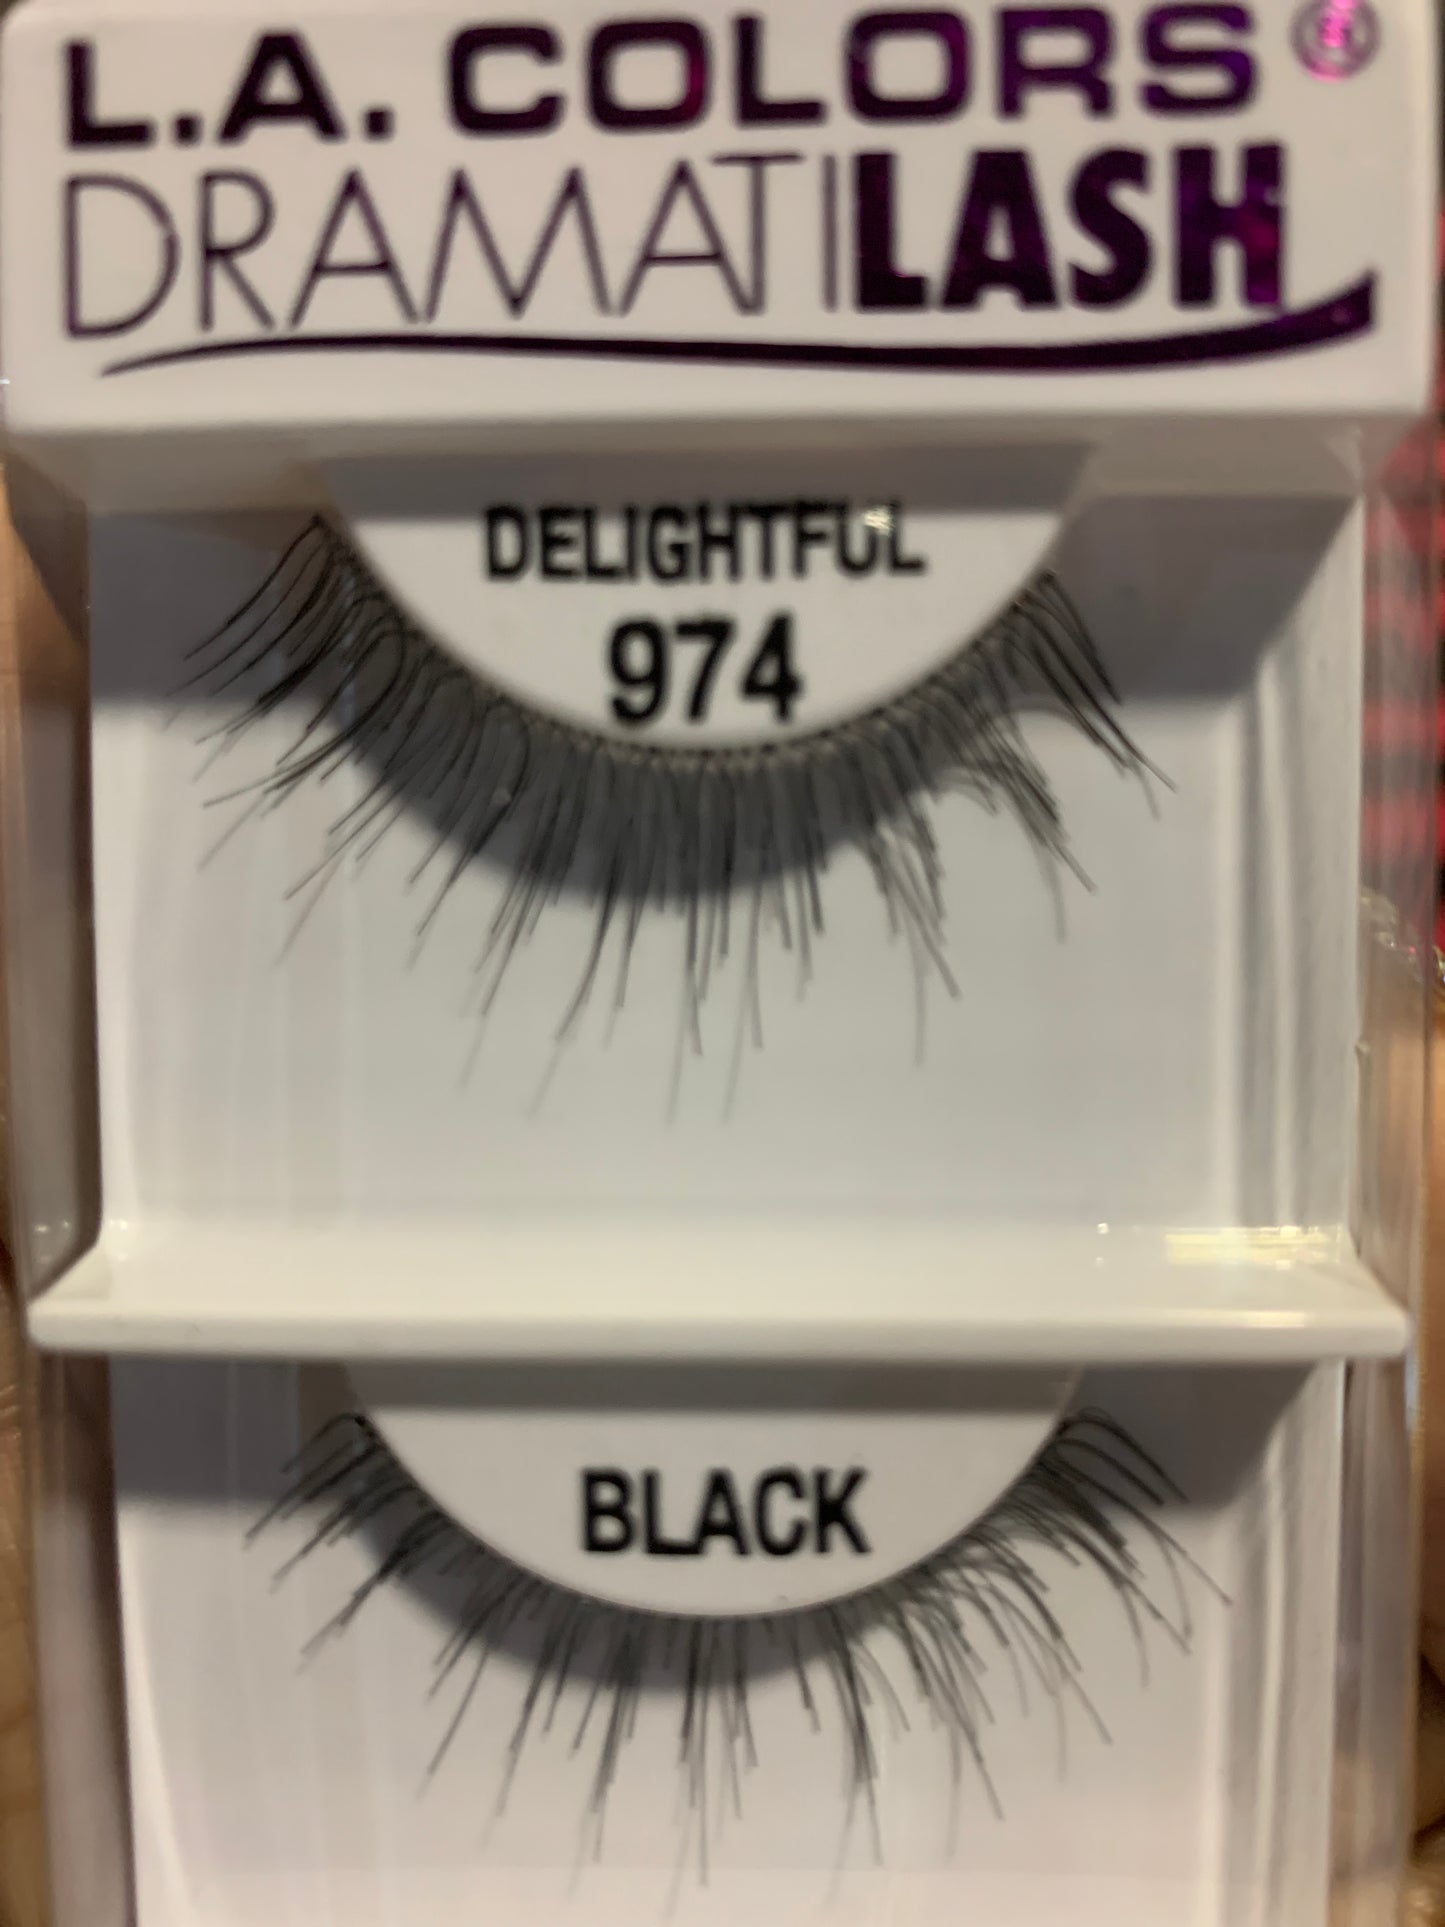 L.A. COLORS®
DRAMATILASH
DELIGHTFUL
974
BLACK